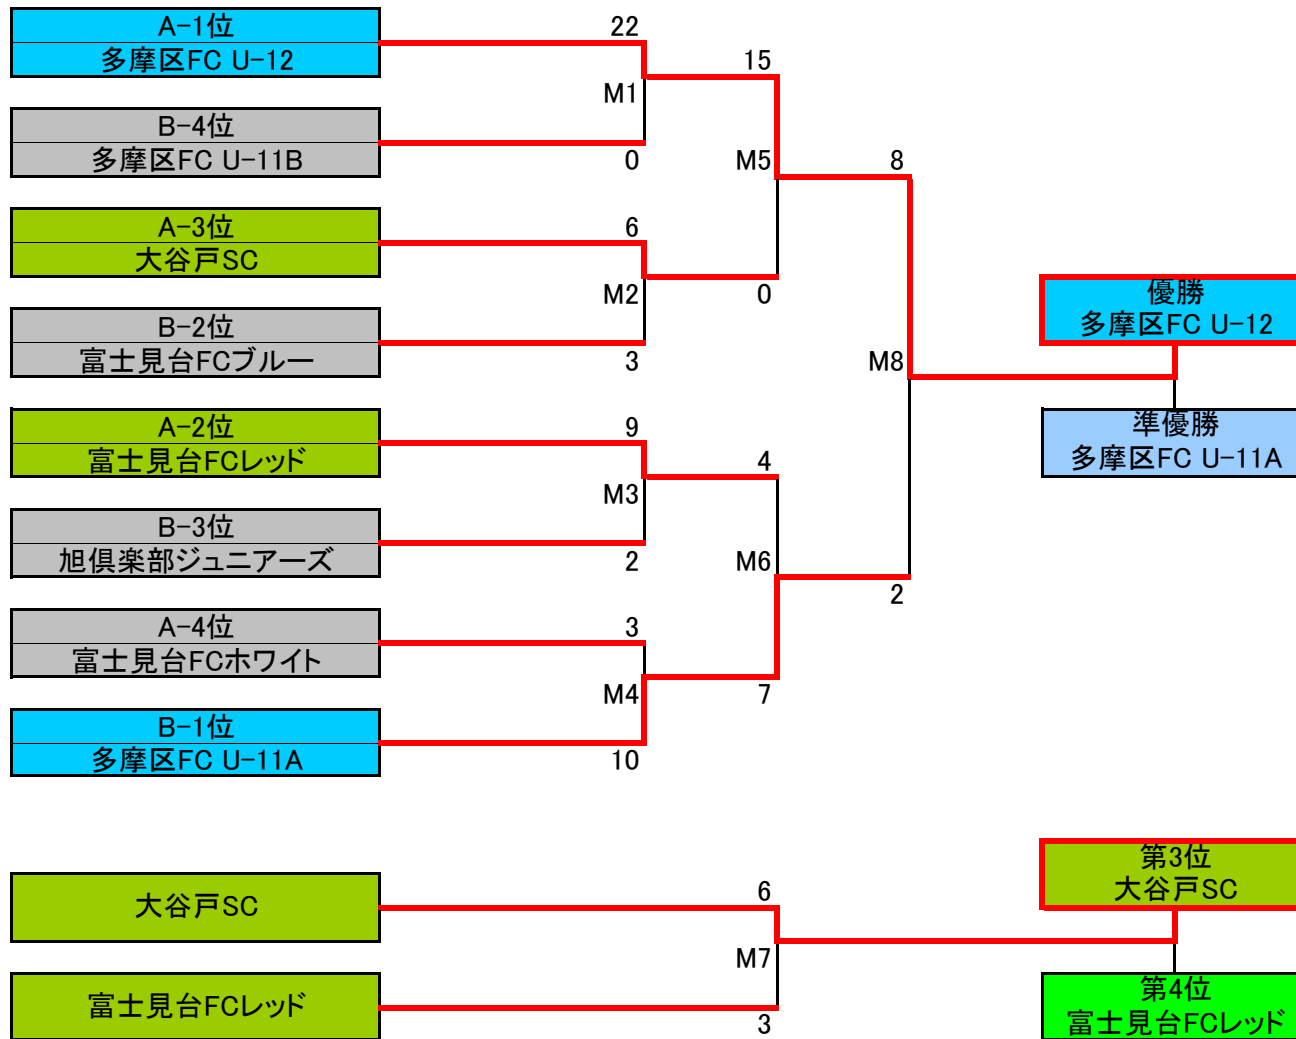 A-1位
多摩区FC U-12
22
15
M1
B-4位
多摩区FC U-11B
0
M5
8
A-3位
大谷戸SC
6
M2
0
B-2位
富士見台FCブルー
3
M8
優勝
多摩区FC U-12
準優勝
多摩区FC U-11A
A-2位
富士見台FCレッド
9
4
M3
B-3位
旭倶楽部ジュニアーズ
2
M6
2
A-4位
富士見台FCホワイト
3
M4
7
B-1位
多摩区FC U-11A
10
大谷戸SC
6
第3位
大谷戸SC
M7
富士見台FCレッド
3
第4位
富士見台FCレッド